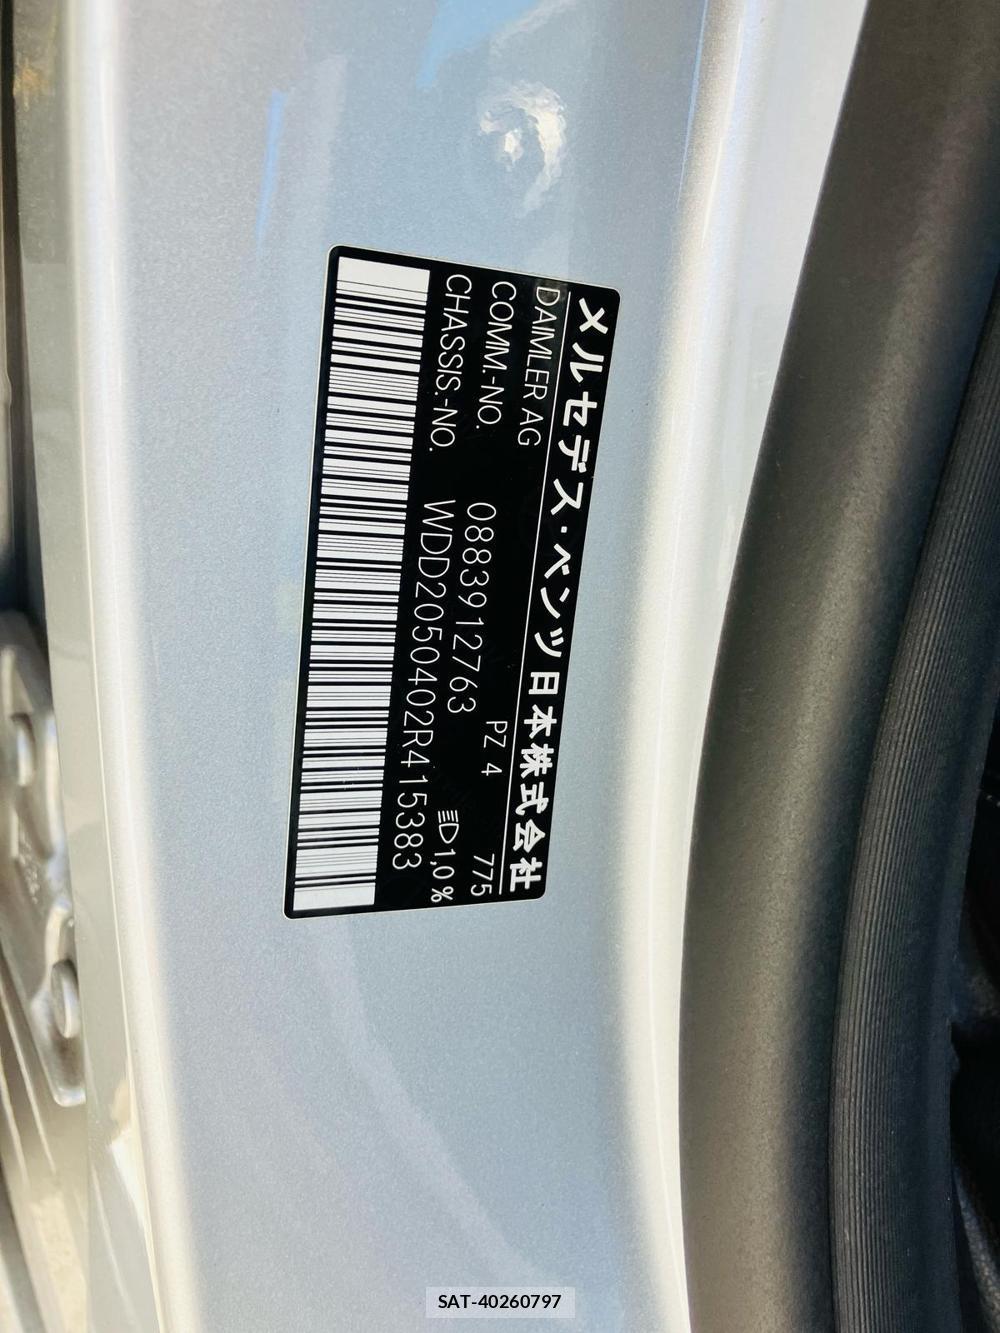 メルセデス・ベンツ日本株式会社
DAIMLER AG 775
COMM.-NO. 0883912763 PZ 4
CHASSIS.-NO. WDD2050402R415383 1,0 %
SAT-40260797